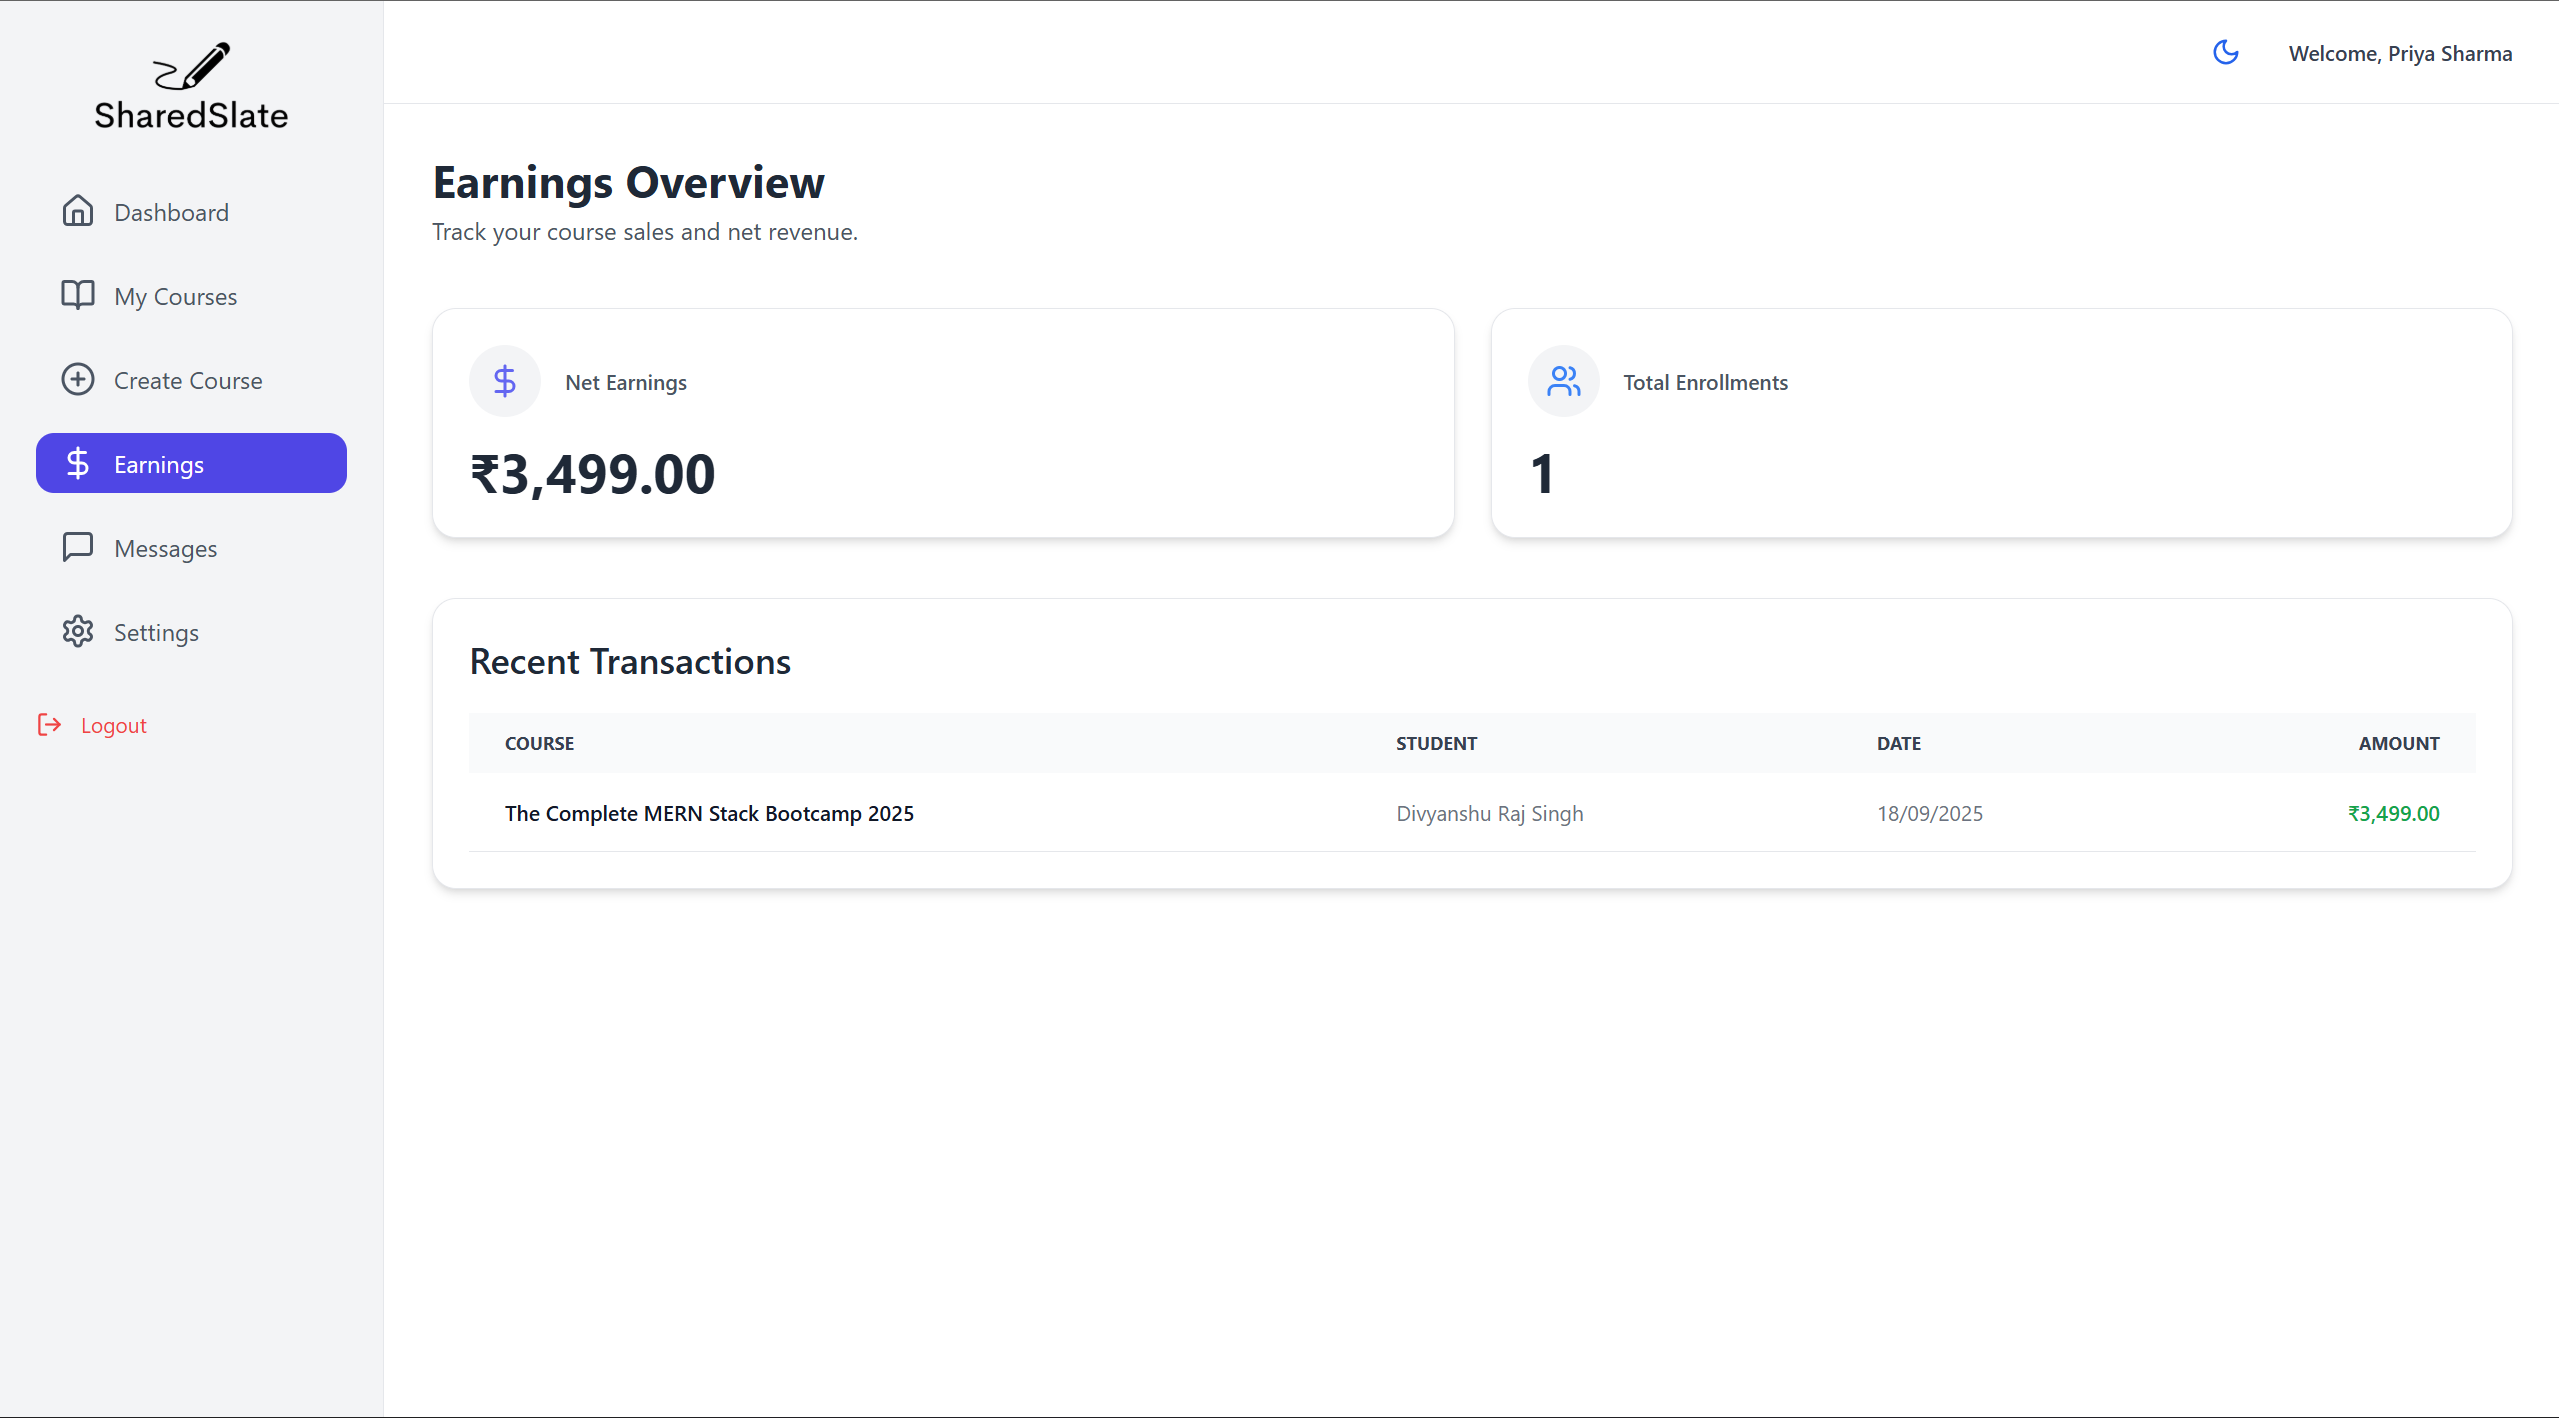 SharedSlate
Dashboard
My Courses
Create Course
Earnings
Messages
Settings
Logout
Welcome, Priya Sharma
Earnings Overview
Track your course sales and net revenue.
Net Earnings
₹3,499.00
Total Enrollments
1
Recent Transactions
COURSE STUDENT DATE AMOUNT
The Complete MERN Stack Bootcamp 2025 Divyanshu Raj Singh 18/09/2025 ₹3,499.00